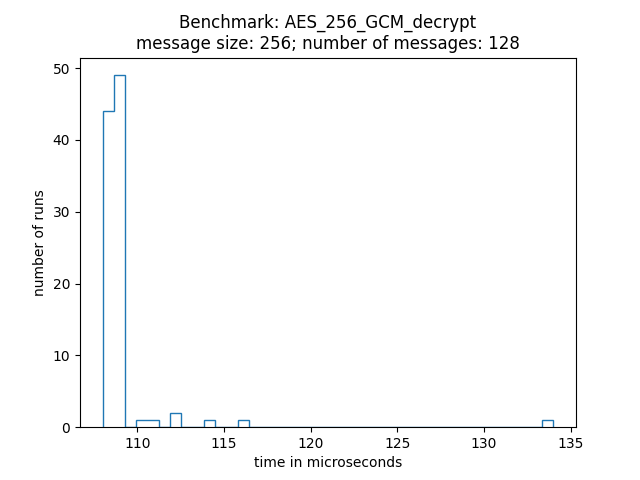 Benchmark: AES_256_GCM_decrypt
message size: 256; number of messages: 128
50
40
30
20
10
0
number of runs
110 115 120 125 130 135
time in microseconds